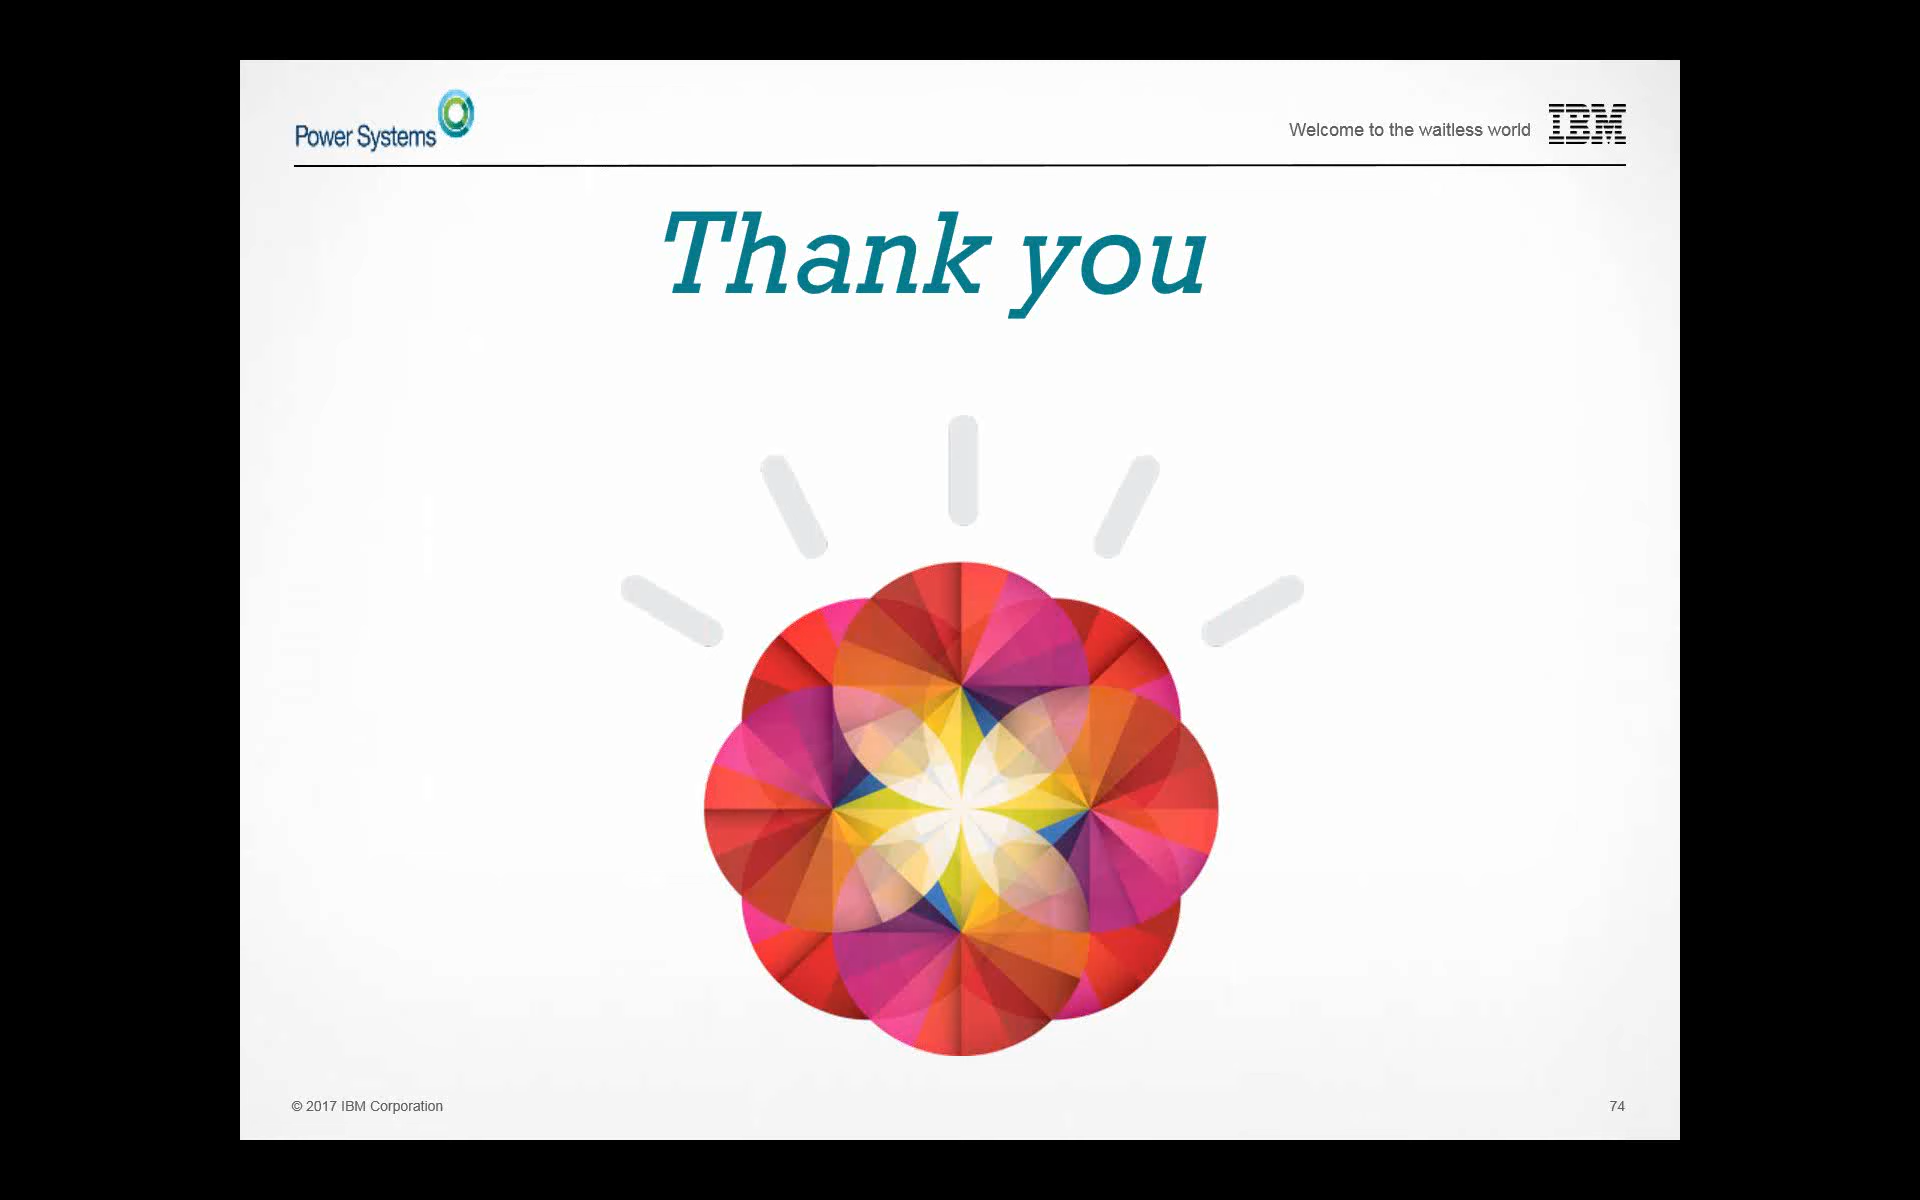 Power Systems
Welcome to the waitless world
IBM
Thank you
© 2017 IBM Corporation
74